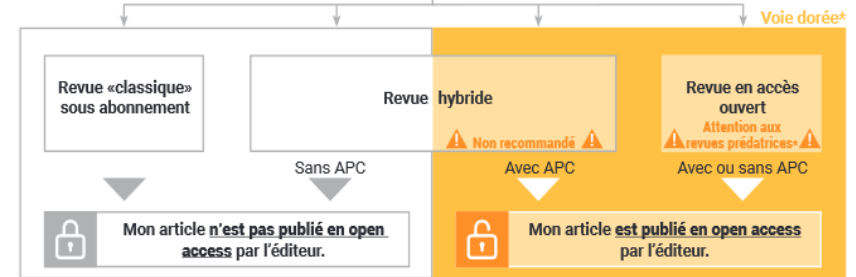 Voie dorée*
Revue «classique»
sous abonnement
Revue hybride
Non recommandé
Revue en accès
ouvert
Attention aux
revues prédatrices*
Sans APC
Avec APC
Avec ou sans APC
Mon article n'est pas publié en open
access par l'éditeur.
Mon article est publié en open access
par l'éditeur.